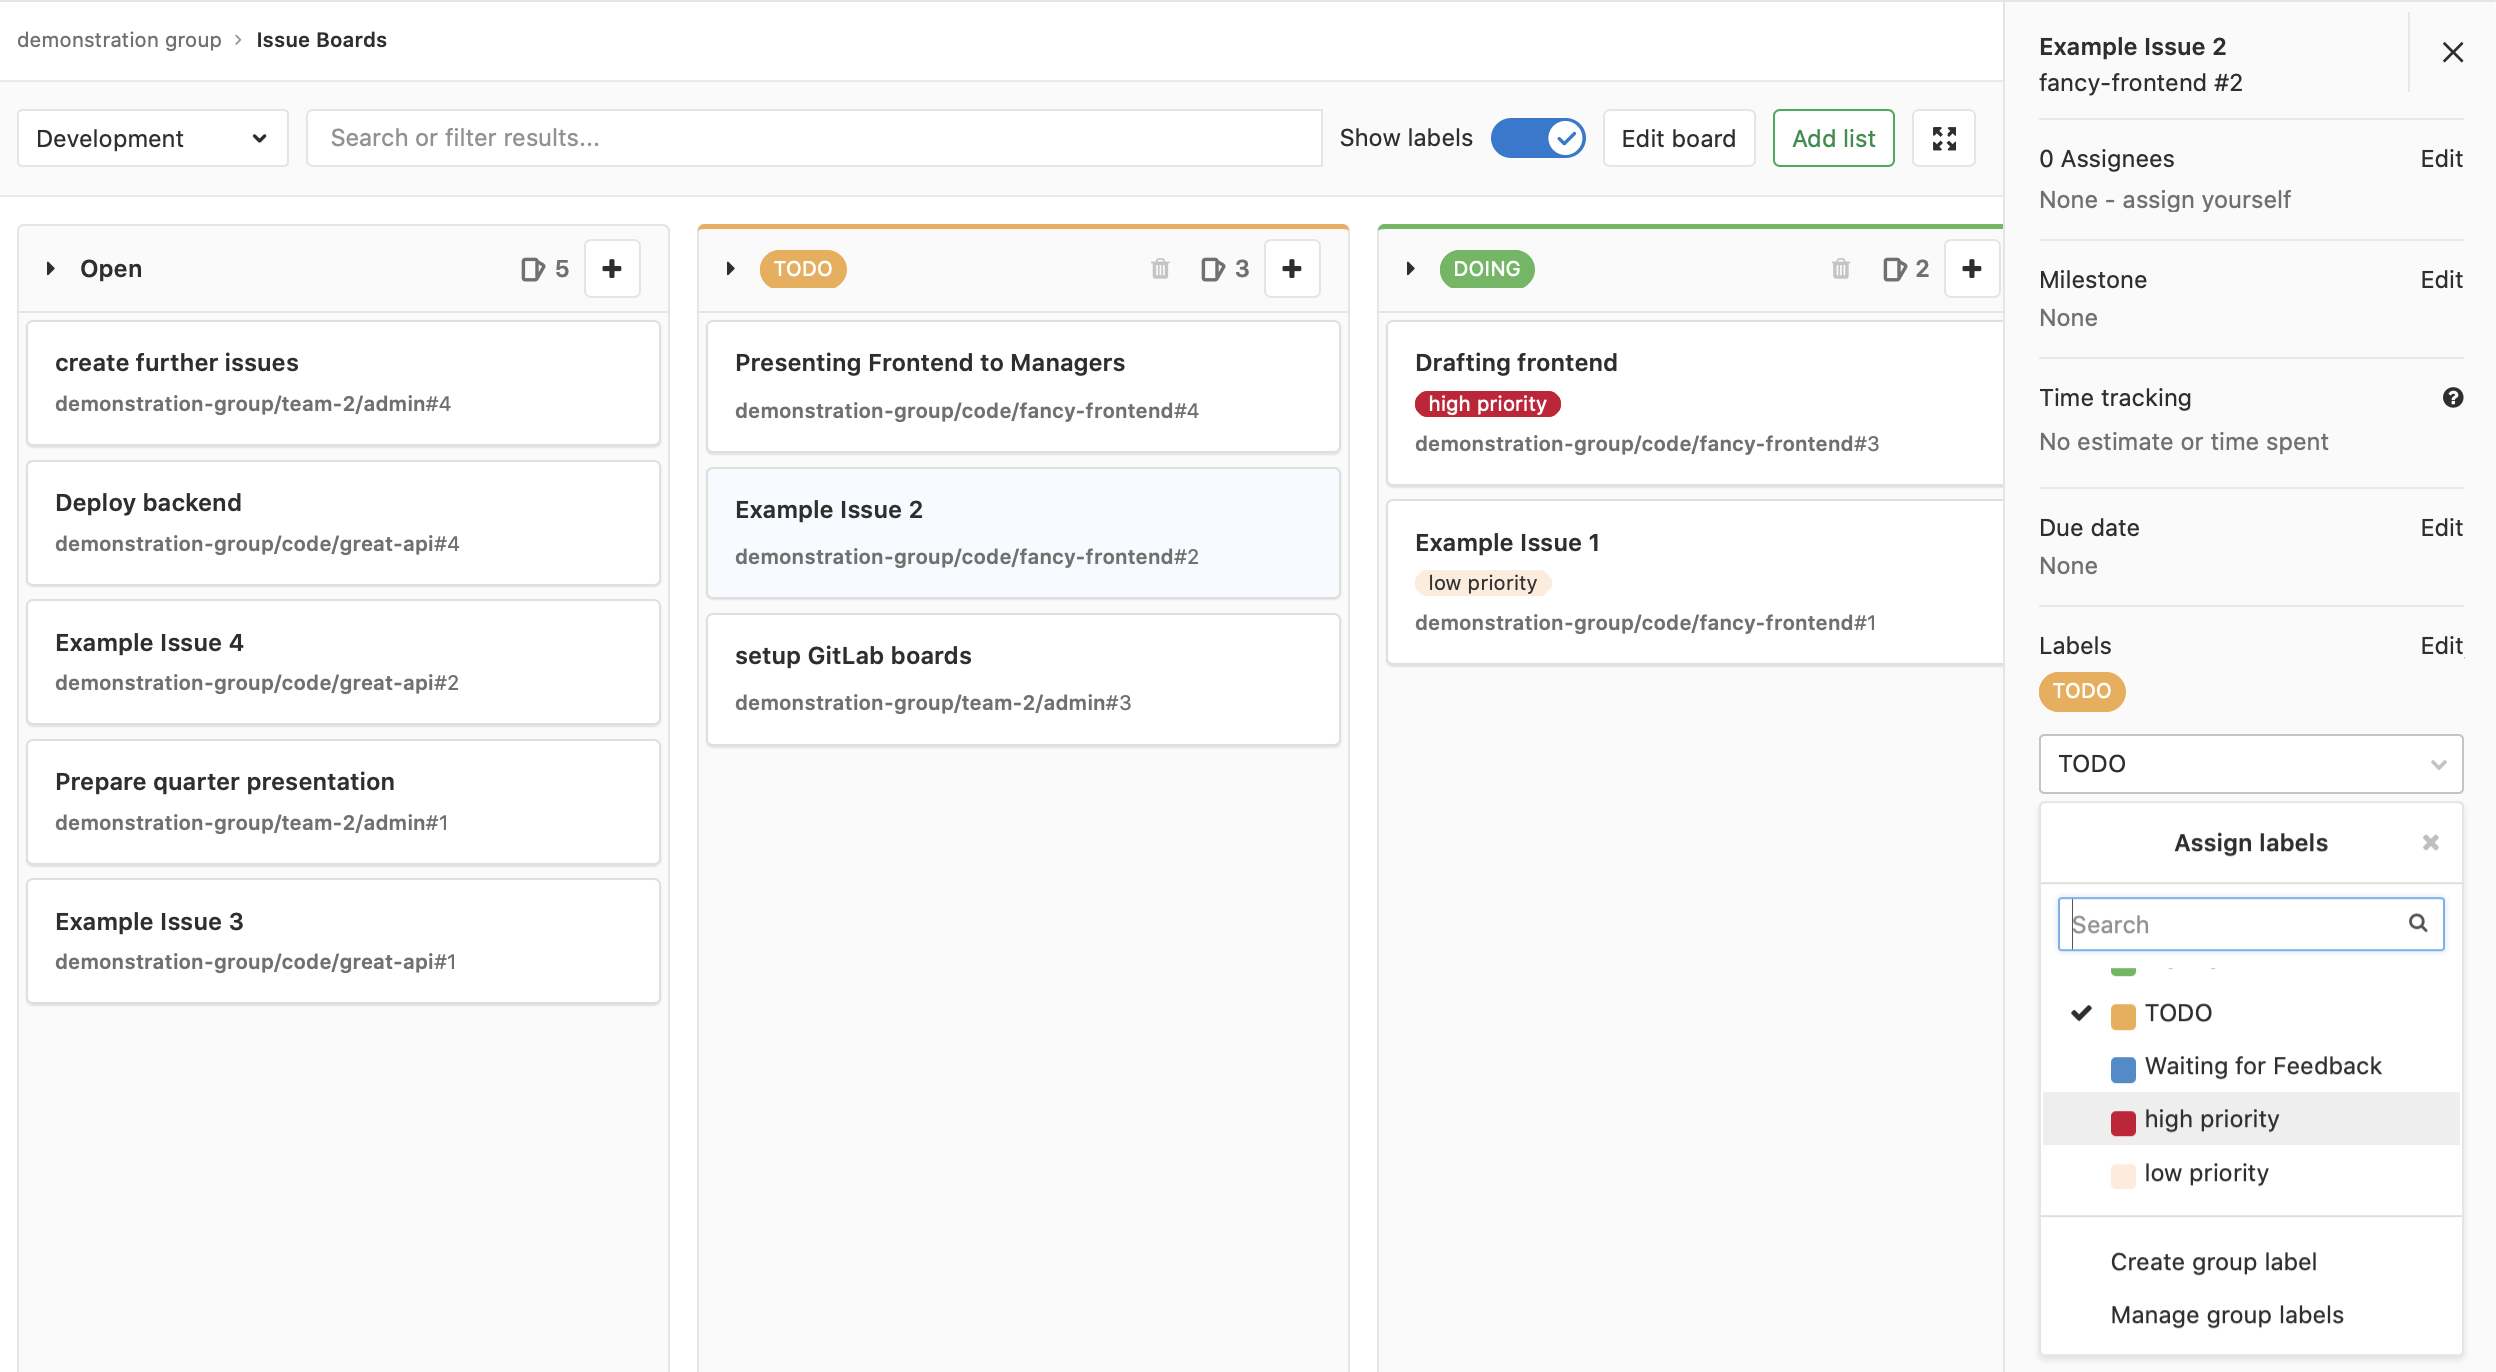 demonstration group > Issue Boards
Development
Search or filter results...
Show labels
Edit board
Add list
Open
5
create further issues
demonstration-group/team-2/admin#4
Deploy backend
demonstration-group/code/great-api#4
Example Issue 4
demonstration-group/code/great-api#2
Prepare quarter presentation
demonstration-group/team-2/admin#1
Example Issue 3
demonstration-group/code/great-api#1
TODO
3
Presenting Frontend to Managers
demonstration-group/code/fancy-frontend#4
Example Issue 2
demonstration-group/code/fancy-frontend#2
setup GitLab boards
demonstration-group/team-2/admin#3
DOING
2
Drafting frontend
high priority
demonstration-group/code/fancy-frontend#3
Example Issue 1
low priority
demonstration-group/code/fancy-frontend#1
Example Issue 2
fancy-frontend #2
0 Assignees Edit
None - assign yourself
Milestone Edit
None
Time tracking
No estimate or time spent
Due date Edit
None
Labels Edit
TODO
TODO
Assign labels
Search
TODO
Waiting for Feedback
high priority
low priority
Create group label
Manage group labels